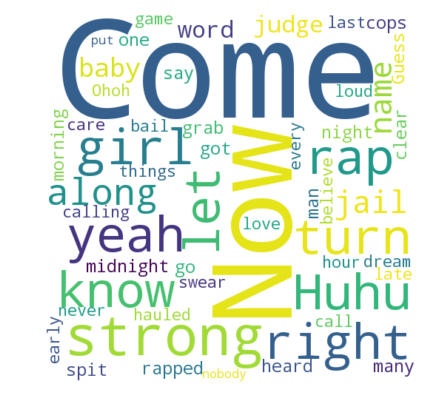 game
put one
word
judge
last cops
Come
baby
say
Ohoh
loud
Guess
name
clear
morning
care
bail
grab
girl
things
got
every
night
rap
believe
along
let
Now
man
jail
calling
love
yeah
turn
midnight
go
swear
hour
dream
late
know
Huhu
never
hauled
call
early
strong
right
spit
rapped
nobody
heard
many